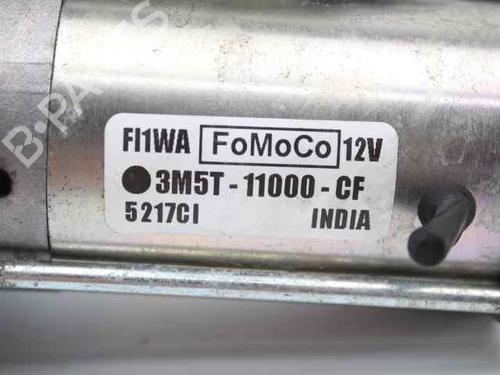 FI1WA FoMoCo 12V
3M5T-11000-CF
5217CI INDIA
B-PARTS